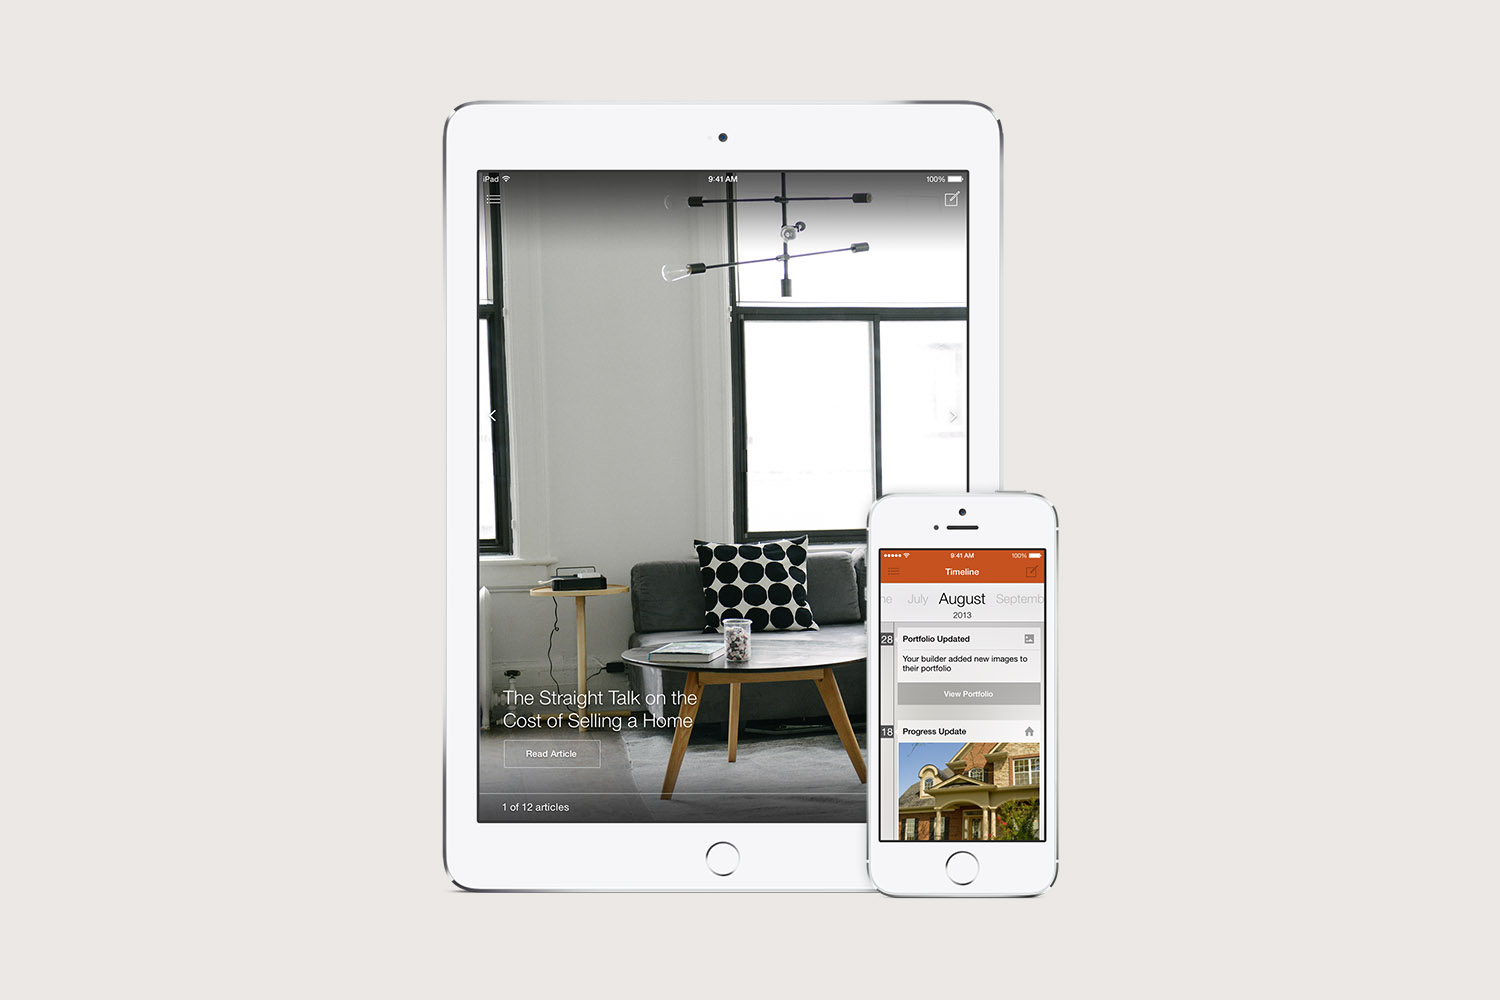 iPad 9:41 AM 100%
The Straight Talk on the
Cost of Selling a Home
Read Article
1 of 12 articles
9:41 AM 100%
Timeline
ne July August Septemb
2013
28 Portfolio Updated
Your builder added new images to
their portfolio
View Portfolio
18 Progress Update